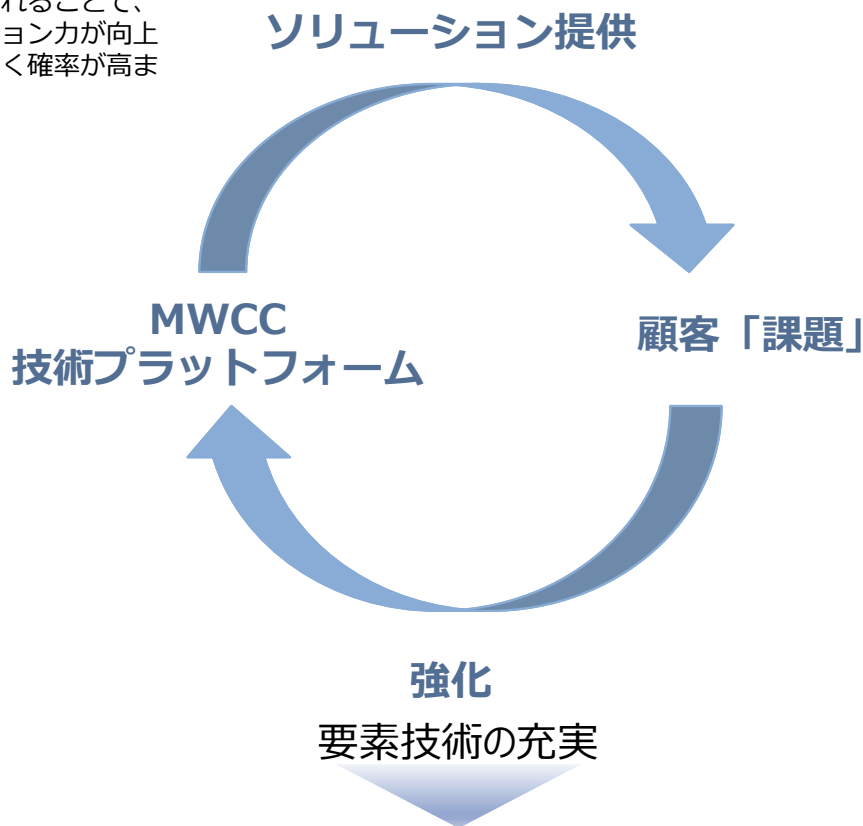 れることで、
ョン力が向上
く確率が高ま
ソリューション提供
MWCC
技術プラットフォーム
顧客「課題」
強化
要素技術の充実